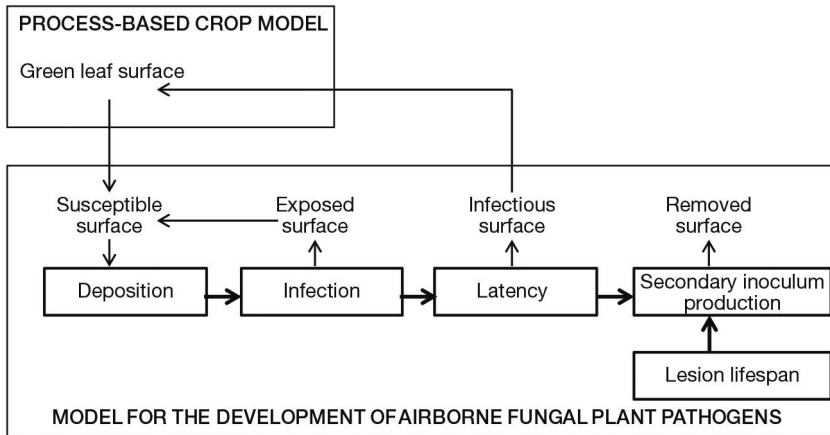 PROCESS-BASED CROP MODEL
Green leaf surface
Susceptible
surface
Exposed
surface
Infectious
surface
Removed
surface
Deposition
Infection
Latency
Secondary inoculum
production
Lesion lifespan
MODEL FOR THE DEVELOPMENT OF AIRBORNE FUNGAL PLANT PATHOGENS